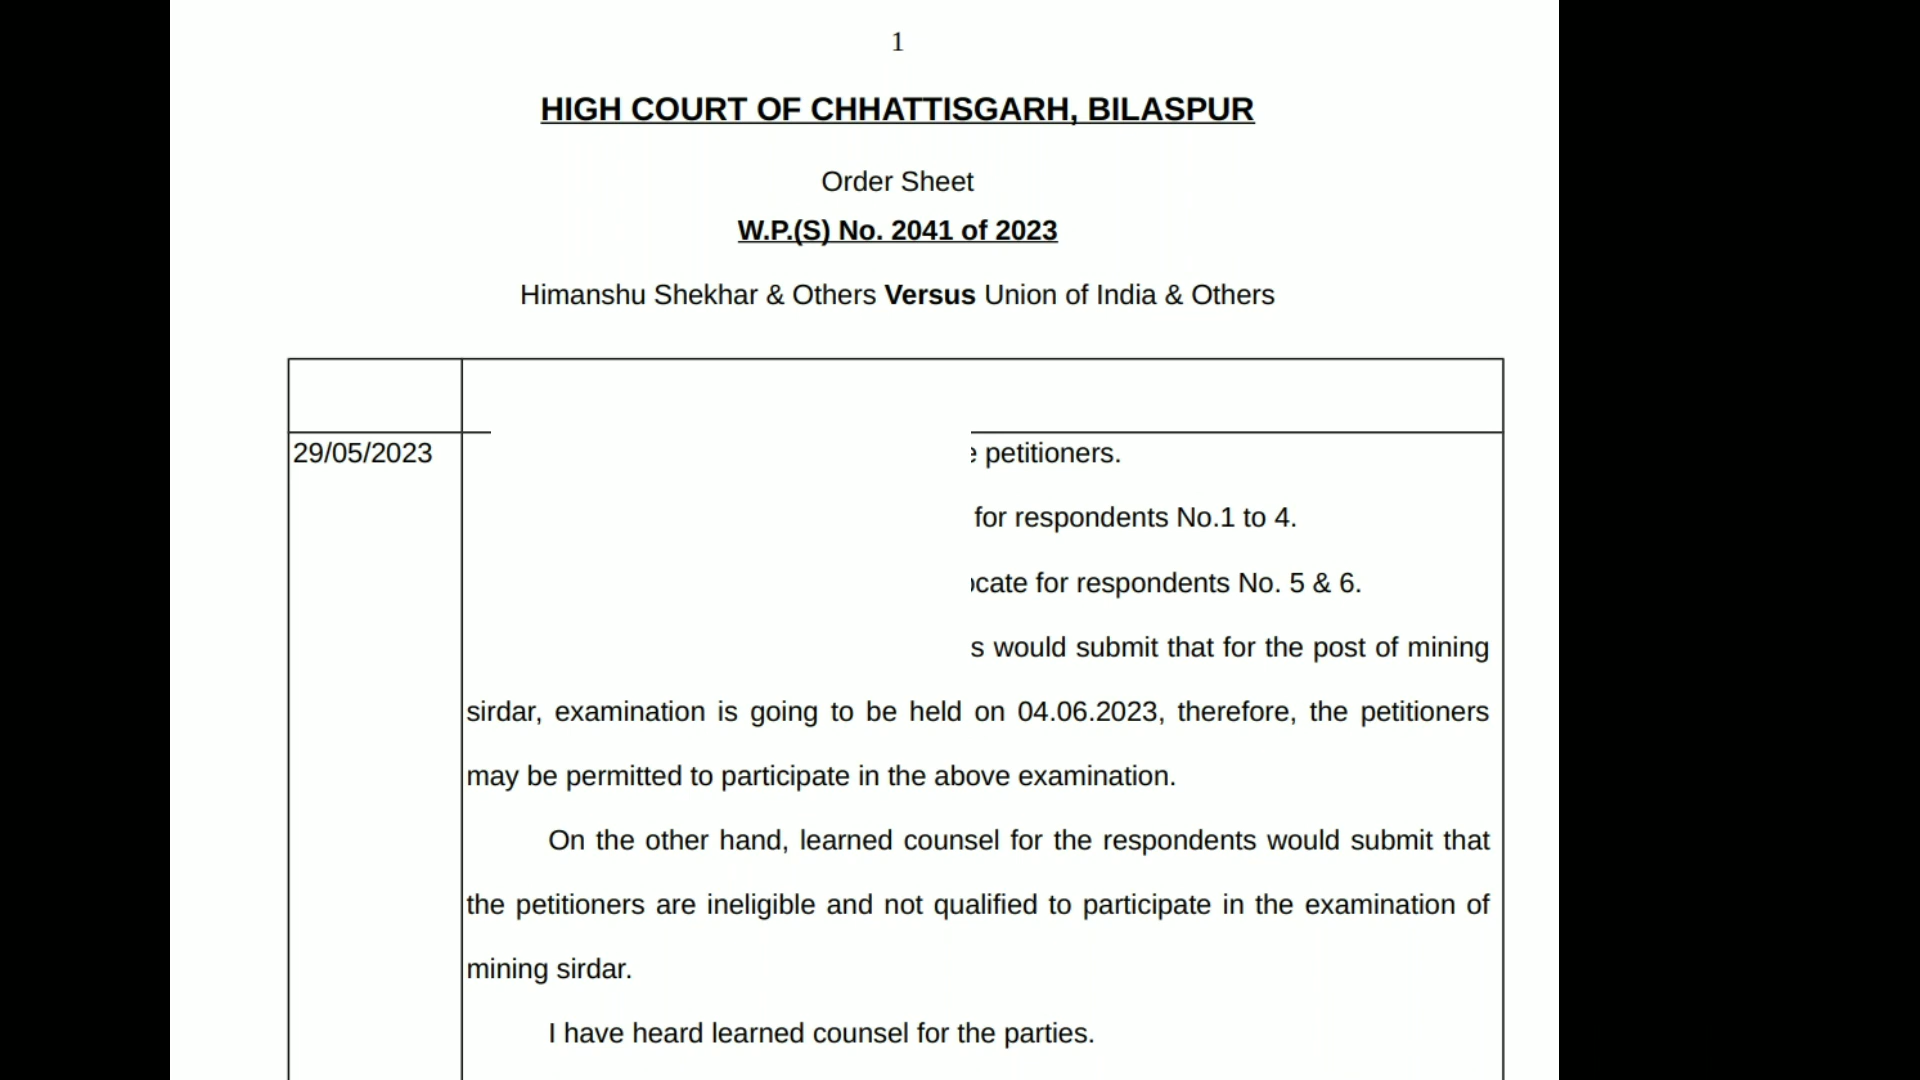 1
HIGH COURT OF CHHATTISGARH, BILASPUR
Order Sheet
W.P.(S) No. 2041 of 2023
Himanshu Shekhar & Others Versus Union of India & Others
29/05/2023
petitioners.
for respondents No.1 to 4.
for respondents No. 5 & 6.
would submit that for the post of mining
sirdar, examination is going to be held on 04.06.2023, therefore, the petitioners
may be permitted to participate in the above examination.
On the other hand, learned counsel for the respondents would submit that
the petitioners are ineligible and not qualified to participate in the examination of
mining sirdar.
I have heard learned counsel for the parties.